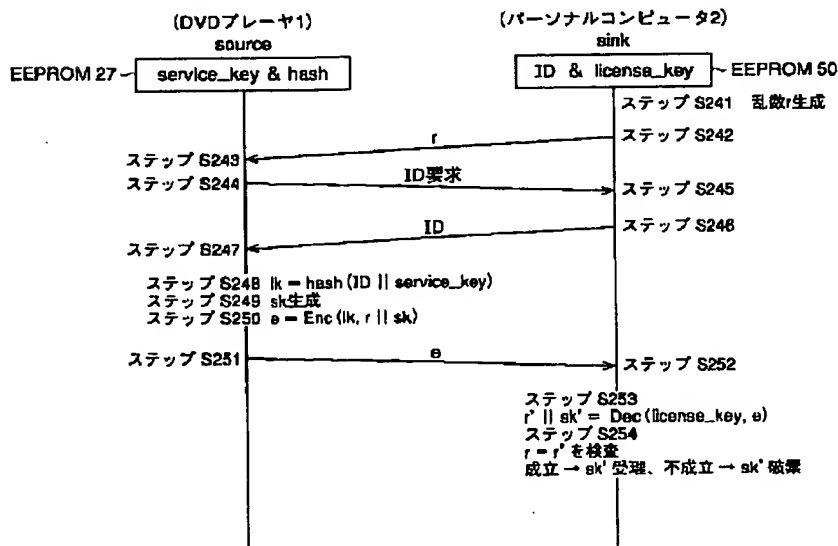 (DVDプレーヤ1)
source
(パーソナルコンピュータ2)
sink
EEPROM 27
service_key & hash
ID & license_key
EEPROM 50
ステップ S241 乱数r生成
r
ステップ S242
ステップ S243
ステップ S244
ID要求
ステップ S245
ID
ステップ S246
ステップ S247
ステップ S248 lk = hash (ID || service_key)
ステップ S249 sk生成
ステップ S250 e = Enc (lk, r || sk)
ステップ S251
e
ステップ S252
ステップ S253
r' || sk' = Dec (license_key, e)
ステップ S254
r = r' を検査
成立 → sk' 受理、不成立 → sk' 破棄